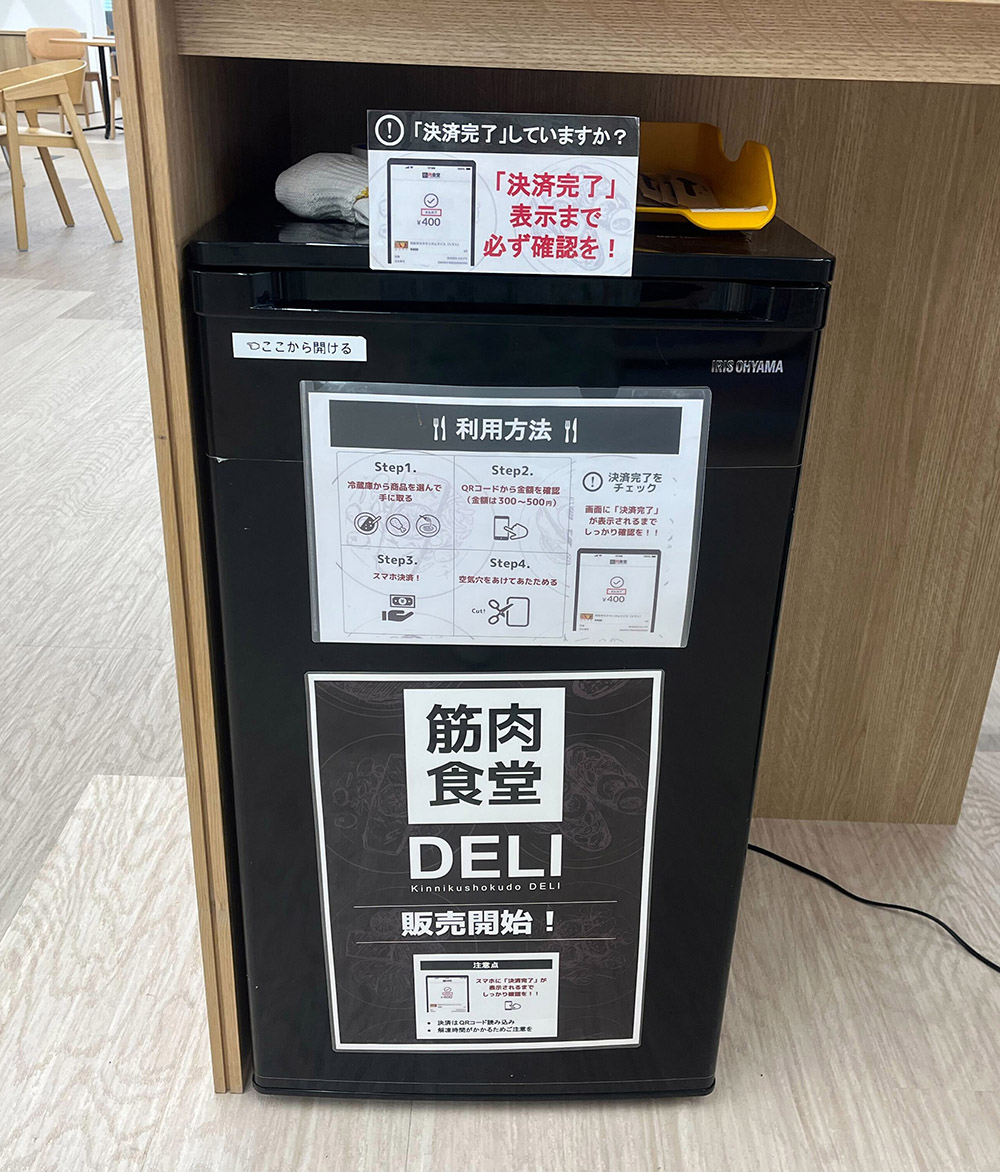 !「決済完了」していますか？
筋肉食堂
¥400
「決済完了」
表示まで
必ず確認を！
ここから開ける
IRIS OHYAMA
利用方法
Step1.
冷蔵庫から商品を選んで
手に取る
Step2.
QRコードから金額を確認
（金額は300〜500円）
Step3.
スマホ決済！
Step4.
空気穴をあけてあたためる
Cut!
! 決済完了を
チェック
画面に「決済完了」
が表示されるまで
しっかり確認を！！
筋肉食堂
¥400
筋肉
食堂
DELI
Kinnikushokudo DELI
販売開始！
注意点
¥400
スマホに「決済完了」が
表示されるまで
しっかり確認を！！
• 決済はQRコード読み込み
• 解凍時間がかかるためご注意を